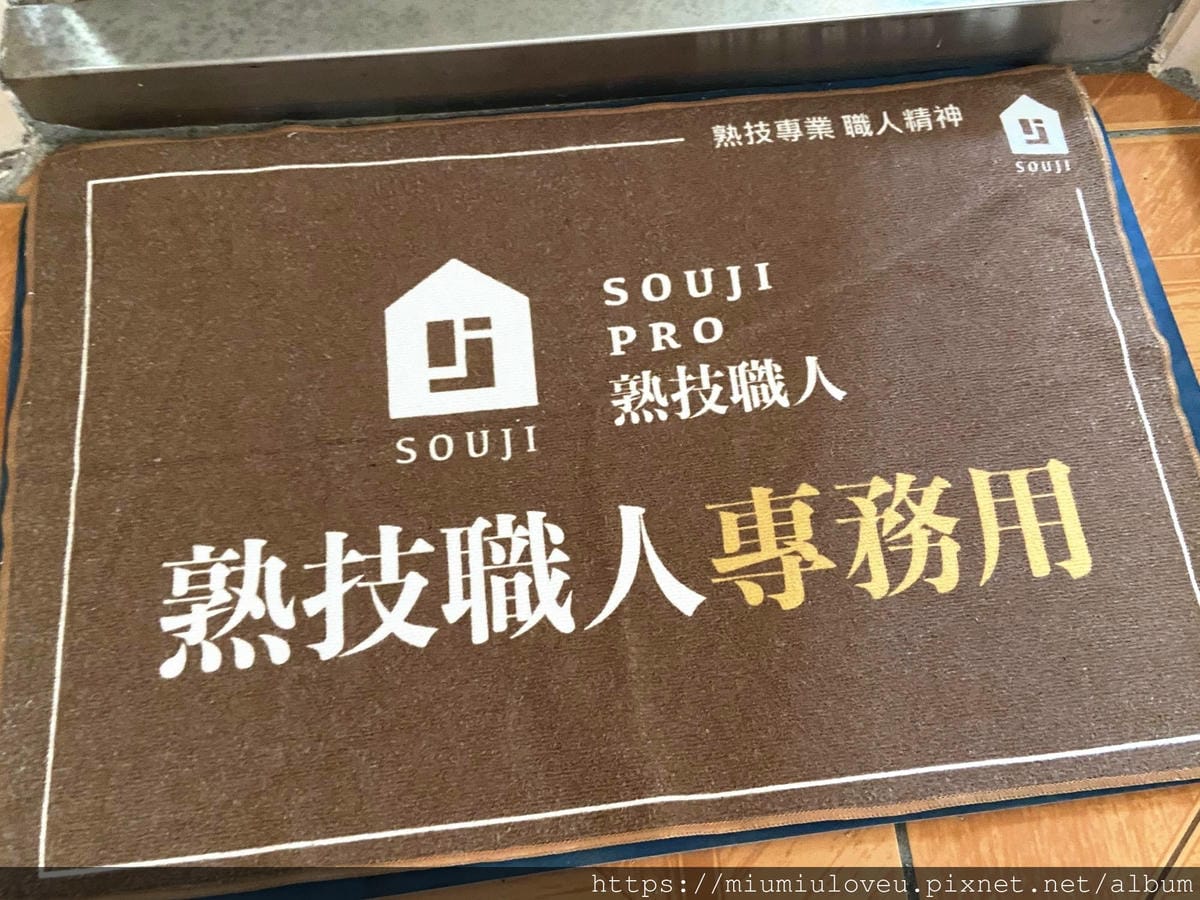 熟技專業 職人精神
SOUJI
SOUJI
PRO
熟技職人
SOUJI
熟技職人專務用
https://miumiuloveu.pixnet.net/album